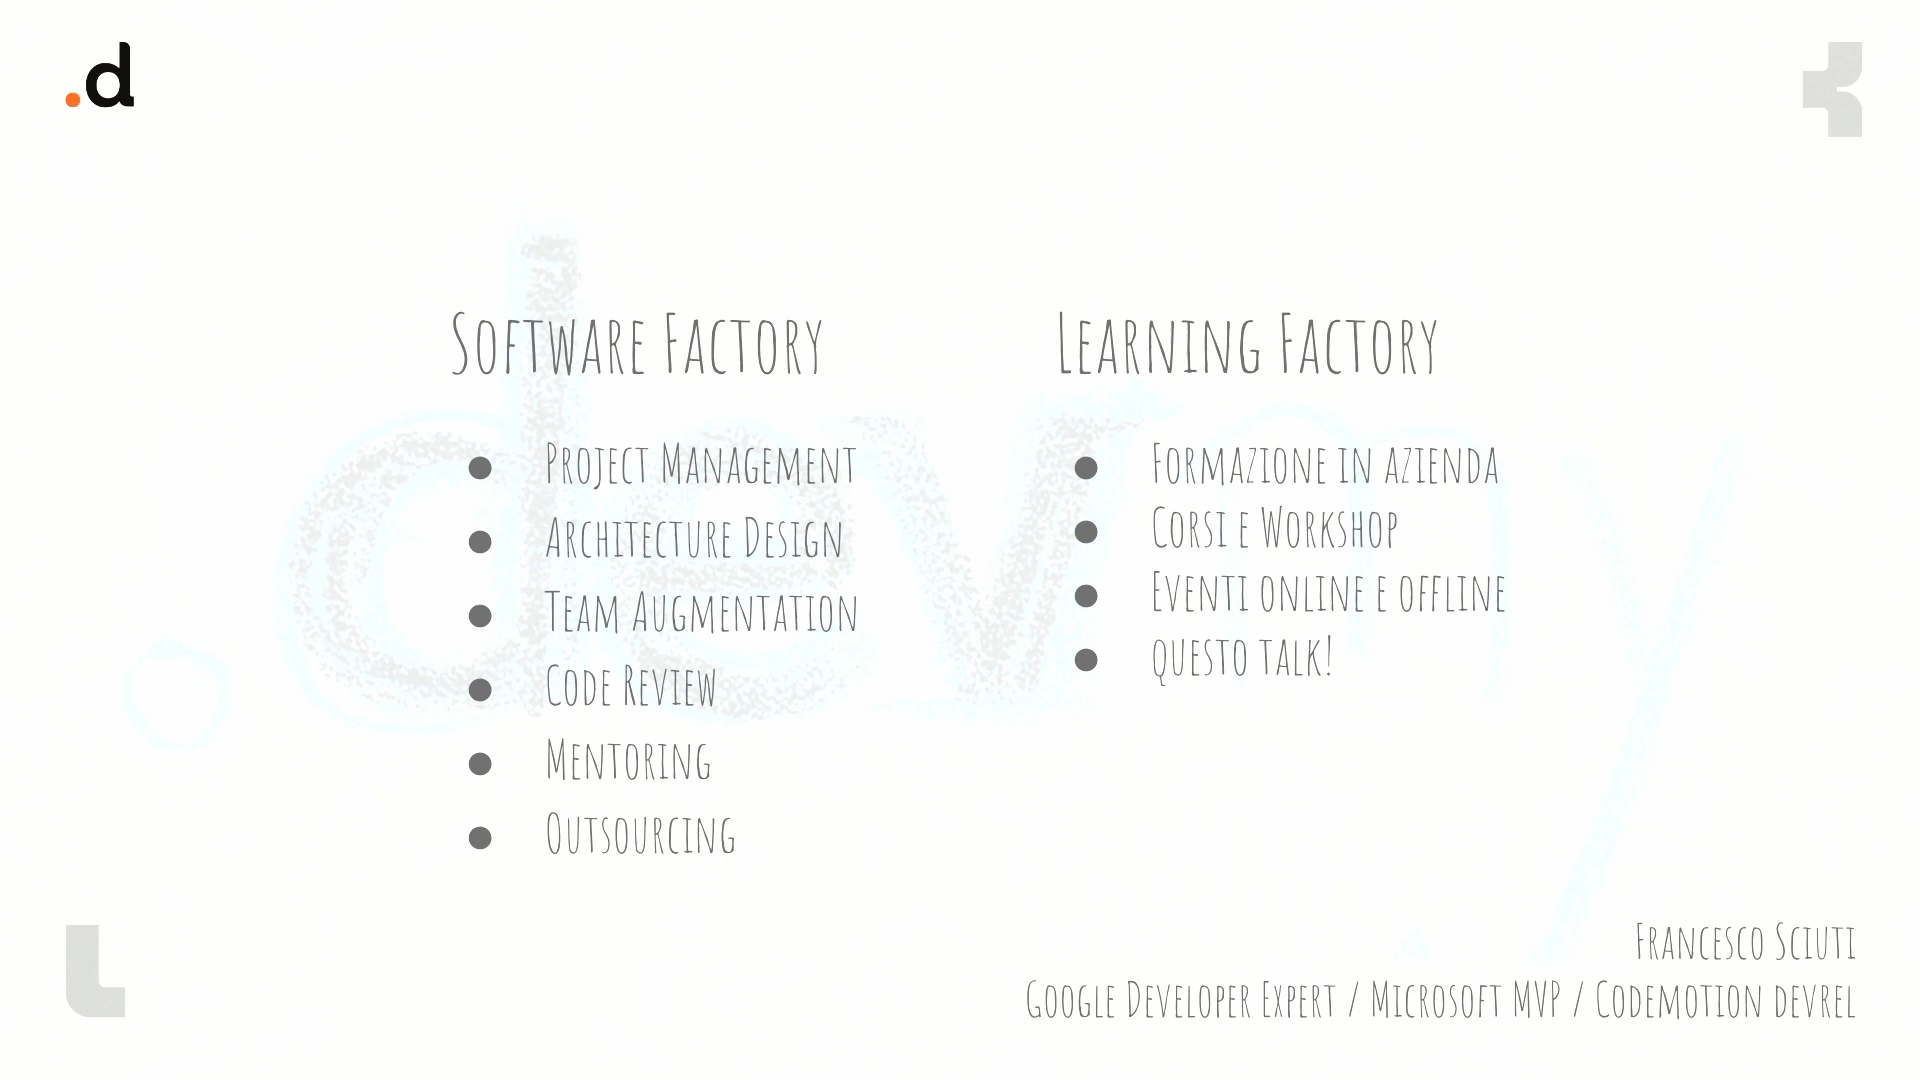 .d
Software Factory
Project Management
Architecture Design
Team Augmentation
Code Review
Mentoring
Outsourcing
Learning Factory
Formazione in azienda
Corsi e Workshop
Eventi online e offline
questo talk!
.devmy
Francesco Sciuti
Google Developer Expert / Microsoft MVP / Codemotion devrel